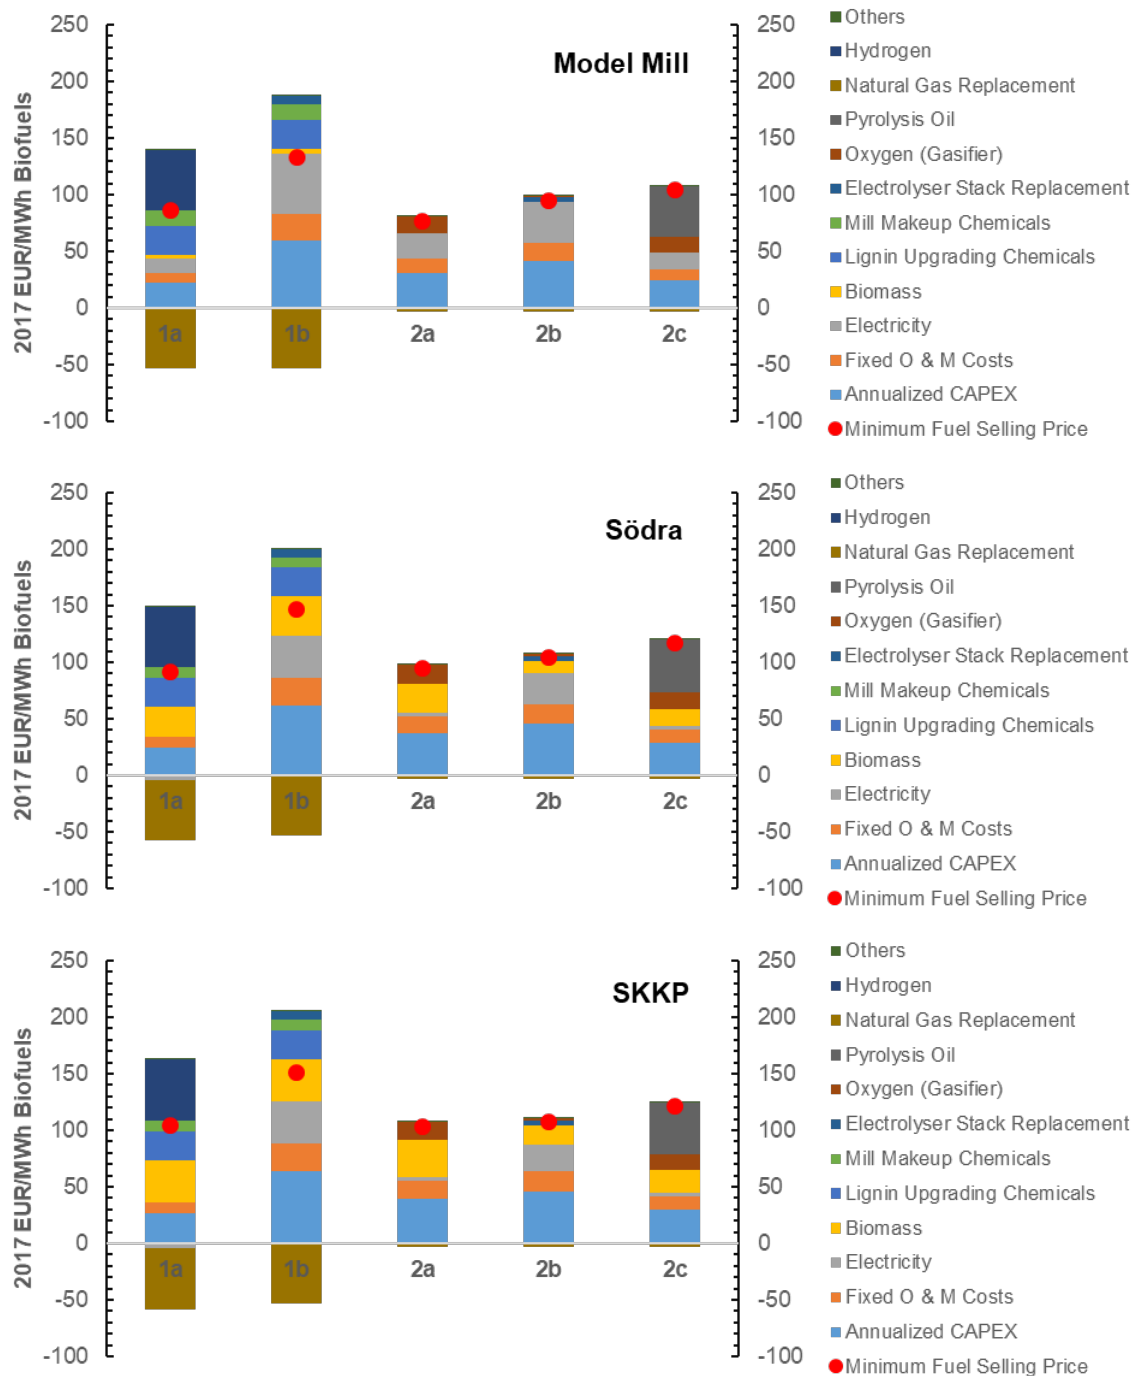 Model Mill
2017 EUR/MWh Biofuels
250
200
150
100
50
0
-50
-100
1a
1b
2a
2b
2c
250
200
150
100
50
0
-50
-100
Others
Hydrogen
Natural Gas Replacement
Pyrolysis Oil
Oxygen (Gasifier)
Electrolyser Stack Replacement
Mill Makeup Chemicals
Lignin Upgrading Chemicals
Biomass
Electricity
Fixed O & M Costs
Annualized CAPEX
Minimum Fuel Selling Price
Södra
2017 EUR/MWh Biofuels
250
200
150
100
50
0
-50
-100
1a
1b
2a
2b
2c
250
200
150
100
50
0
-50
-100
Others
Hydrogen
Natural Gas Replacement
Pyrolysis Oil
Oxygen (Gasifier)
Electrolyser Stack Replacement
Mill Makeup Chemicals
Lignin Upgrading Chemicals
Biomass
Electricity
Fixed O & M Costs
Annualized CAPEX
Minimum Fuel Selling Price
SKKP
2017 EUR/MWh Biofuels
250
200
150
100
50
0
-50
-100
1a
1b
2a
2b
2c
250
200
150
100
50
0
-50
-100
Others
Hydrogen
Natural Gas Replacement
Pyrolysis Oil
Oxygen (Gasifier)
Electrolyser Stack Replacement
Mill Makeup Chemicals
Lignin Upgrading Chemicals
Biomass
Electricity
Fixed O & M Costs
Annualized CAPEX
Minimum Fuel Selling Price